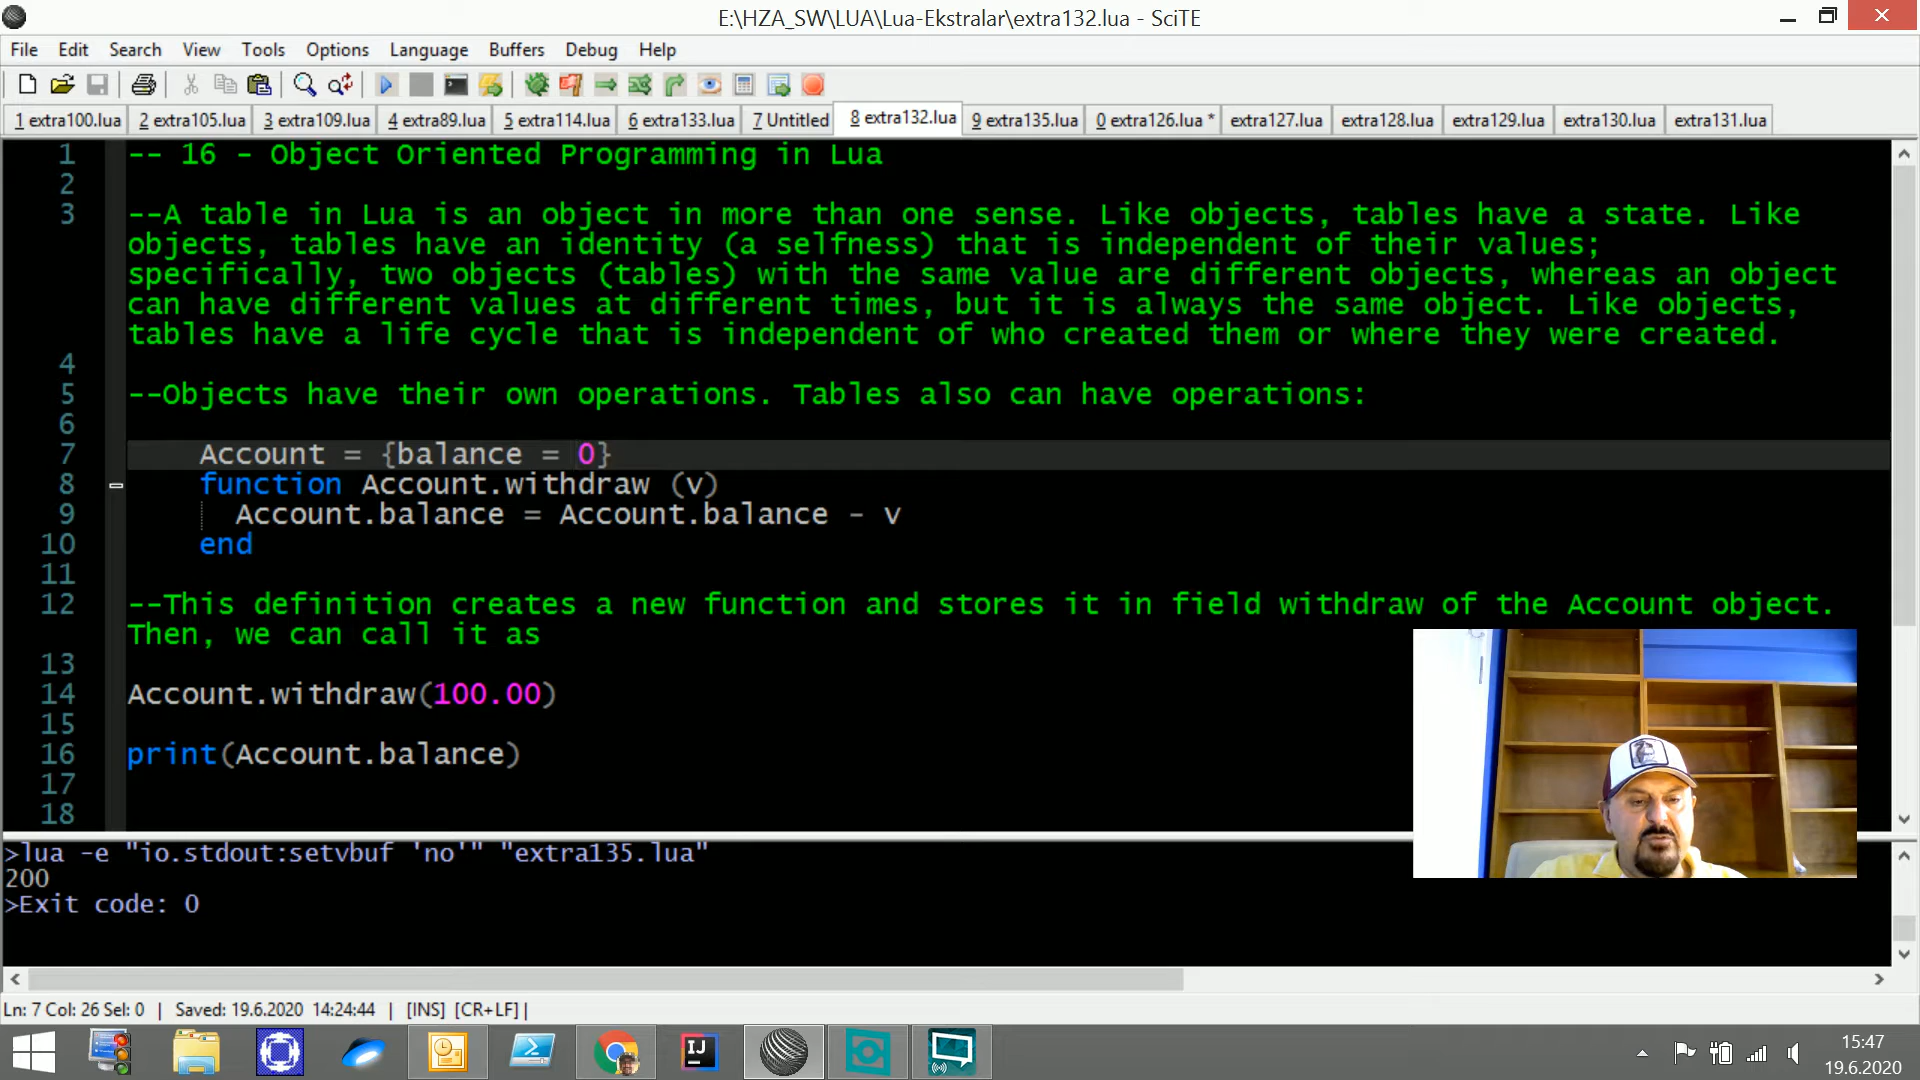 E:\HZA_SW\LUA\Lua-Ekstralar\extra132.lua - SciTE
File Edit Search View Tools Options Language Buffers Debug Help
1 extra100.lua 2 extra105.lua 3 extra109.lua 4 extra89.lua 5 extra114.lua 6 extra133.lua 7 Untitled 8 extra132.lua 9 extra135.lua 0 extra126.lua * extra127.lua extra128.lua extra129.lua extra130.lua extra131.lua
1 -- 16 - Object Oriented Programming in Lua
2
3 --A table in Lua is an object in more than one sense. Like objects, tables have a state. Like
objects, tables have an identity (a selfness) that is independent of their values;
specifically, two objects (tables) with the same value are different objects, whereas an object
can have different values at different times, but it is always the same object. Like objects,
tables have a life cycle that is independent of who created them or where they were created.
4
5 --Objects have their own operations. Tables also can have operations:
6
7 Account = {balance = 0}
8 function Account.withdraw (v)
9 Account.balance = Account.balance - v
10 end
11
12 --This definition creates a new function and stores it in field withdraw of the Account object.
Then, we can call it as
13
14 Account.withdraw(100.00)
15
16 print(Account.balance)
17
18
>lua -e "io.stdout:setvbuf 'no'" "extra135.lua"
200
>Exit code: 0
Ln: 7 Col: 26 Sel: 0 | Saved: 19.6.2020 14:24:44 | [INS] [CR+LF] |
IJ
15:47
19.6.2020